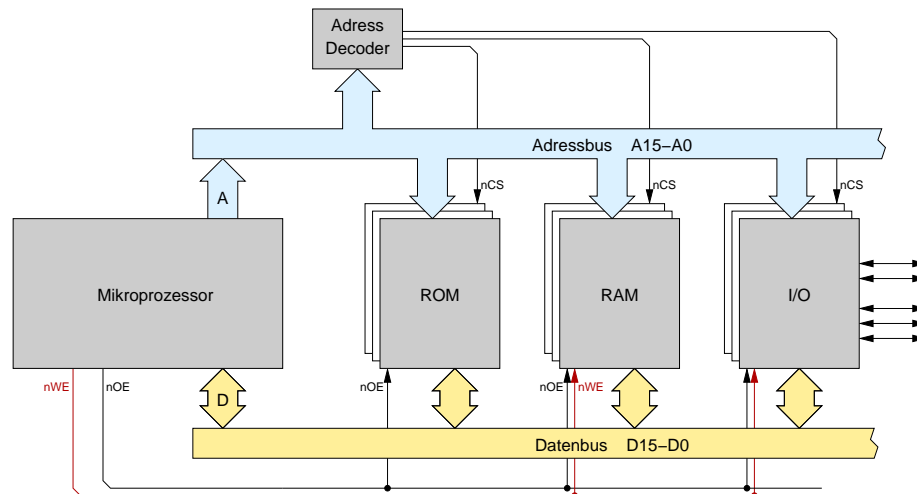 Adress
Decoder
Adressbus A15–A0
nCS
nCS
nCS
A
Mikroprozessor
ROM
RAM
I/O
nWE
nOE
D
nOE
nOE
nWE
Datenbus D15–D0